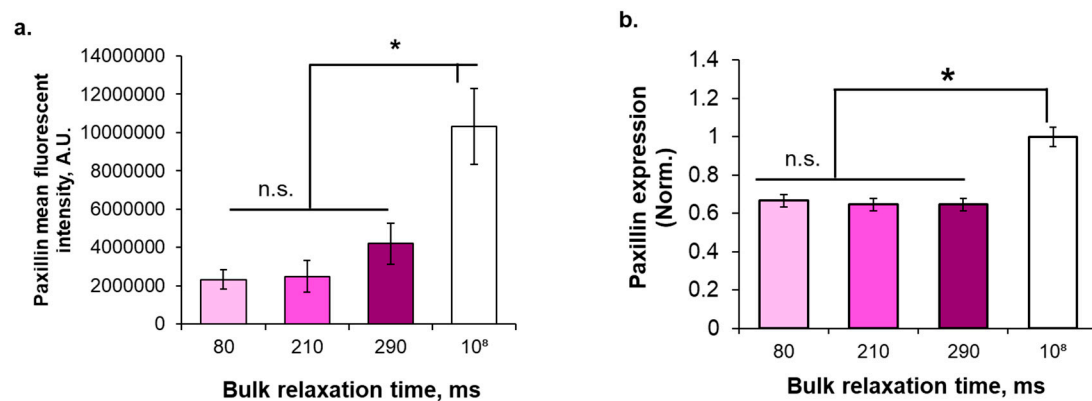 a.
Paxillin mean fluorescent
intensity, A.U.
14000000
12000000
10000000
8000000
6000000
4000000
2000000
0
n.s.
*
80 210 290 10⁸
Bulk relaxation time, ms
b.
Paxillin expression
(Norm.)
1.4
1.2
1
0.8
0.6
0.4
0.2
0
n.s.
*
80 210 290 10⁸
Bulk relaxation time, ms